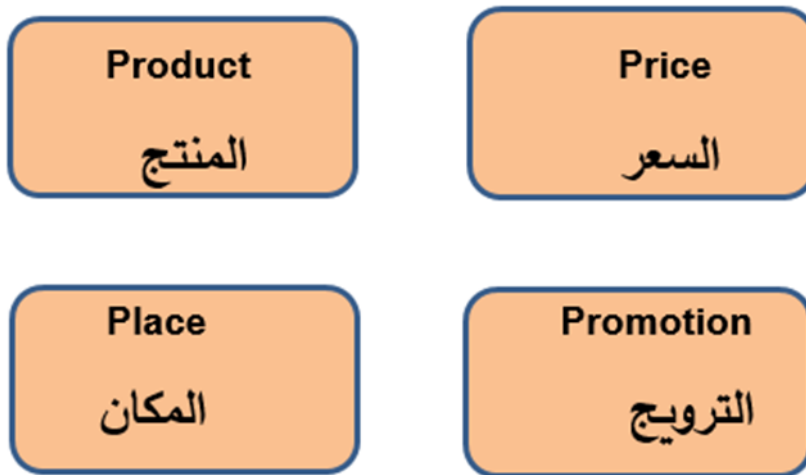 Product
المنتج
Price
السعر
Place
المكان
Promotion
الترويج